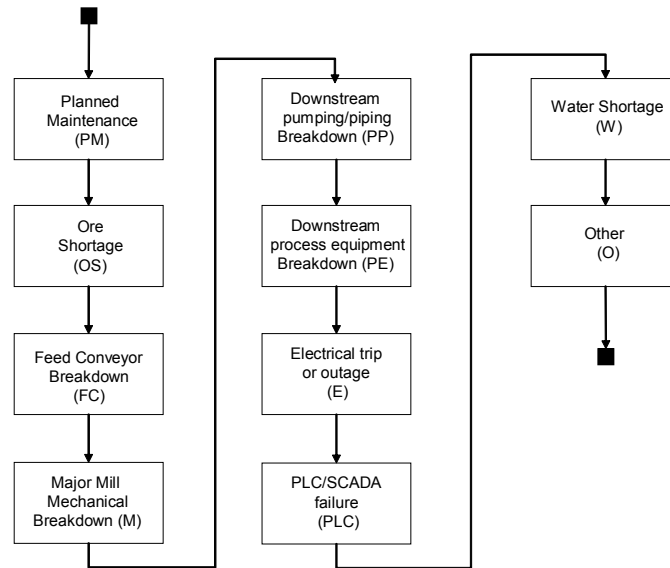 Planned
Maintenance
(PM)
Ore
Shortage
(OS)
Feed Conveyor
Breakdown
(FC)
Major Mill
Mechanical
Breakdown (M)
Downstream
pumping/piping
Breakdown (PP)
Downstream
process equipment
Breakdown (PE)
Electrical trip
or outage
(E)
PLC/SCADA
failure
(PLC)
Water Shortage
(W)
Other
(O)